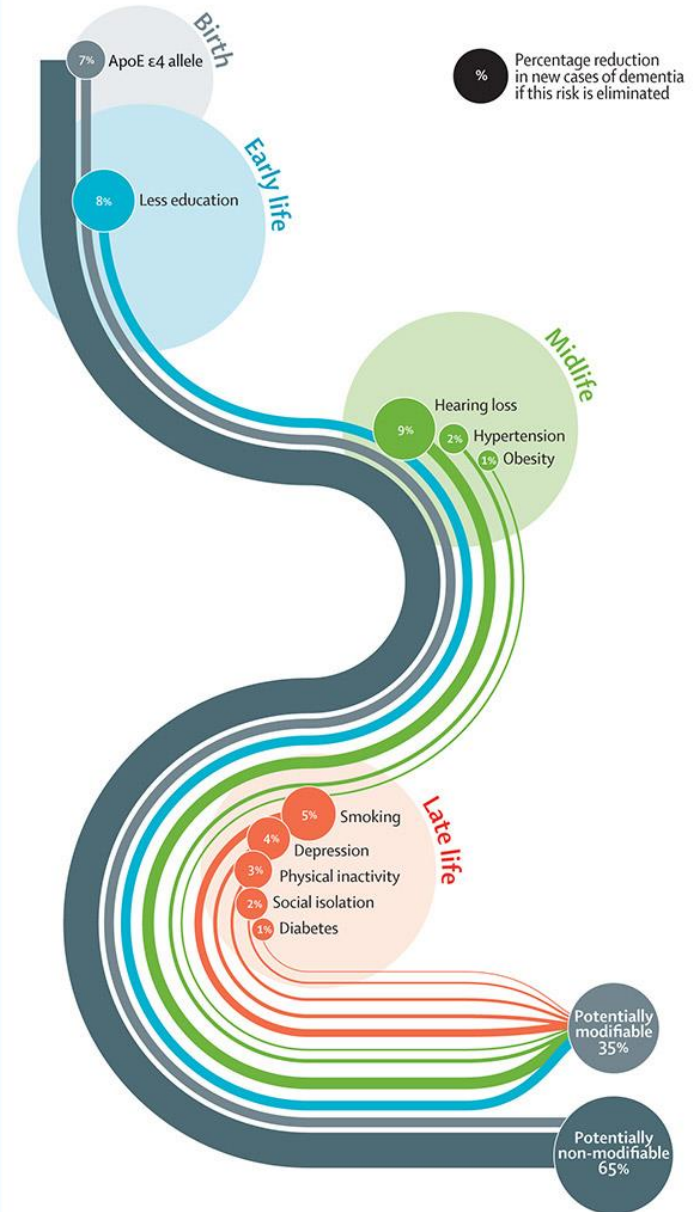 Birth
7%
ApoE ε4 allele
%
Percentage reduction
in new cases of dementia
if this risk is eliminated
Early life
8%
Less education
Midlife
Hearing loss
9%
2%
Hypertension
1%
Obesity
Late life
5%
Smoking
4%
Depression
3%
Physical inactivity
2%
Social isolation
1%
Diabetes
Potentially
modifiable
35%
Potentially
non-modifiable
65%